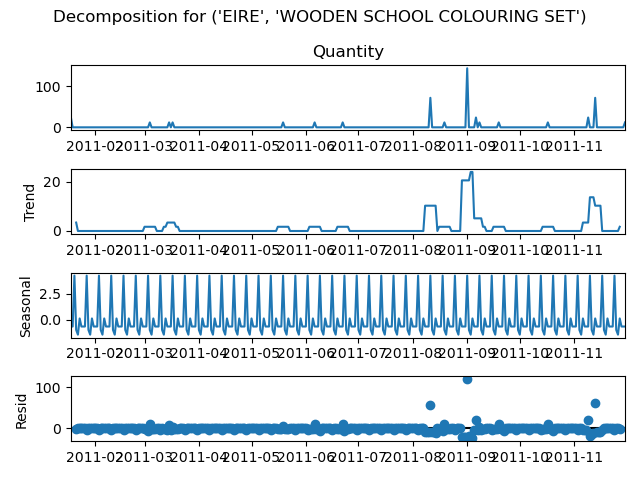 Decomposition for ('EIRE', 'WOODEN SCHOOL COLOURING SET')
Quantity
100
0
2011-02 2011-03 2011-04 2011-05 2011-06 2011-07 2011-08 2011-09 2011-10 2011-11
Trend
20
0
2011-02 2011-03 2011-04 2011-05 2011-06 2011-07 2011-08 2011-09 2011-10 2011-11
Seasonal
2.5
0.0
2011-02 2011-03 2011-04 2011-05 2011-06 2011-07 2011-08 2011-09 2011-10 2011-11
Resid
100
0
2011-02 2011-03 2011-04 2011-05 2011-06 2011-07 2011-08 2011-09 2011-10 2011-11